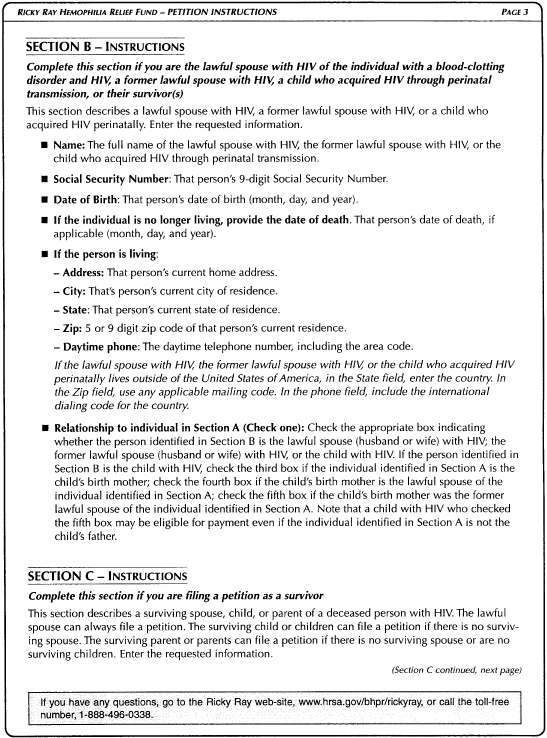 RICKY RAY HEMOPHILIA RELIEF FUND – PETITION INSTRUCTIONS PAGE 3
SECTION B – INSTRUCTIONS
Complete this section if you are the lawful spouse with HIV of the individual with a blood-clotting
disorder and HIV, a former lawful spouse with HIV, a child who acquired HIV through perinatal
transmission, or their survivor(s)
This section describes a lawful spouse with HIV, a former lawful spouse with HIV, or a child who
acquired HIV perinatally. Enter the requested information.
■ Name: The full name of the lawful spouse with HIV, the former lawful spouse with HIV, or the
child who acquired HIV through perinatal transmission.
■ Social Security Number: That person's 9-digit Social Security Number.
■ Date of Birth: That person's date of birth (month, day, and year).
■ If the individual is no longer living, provide the date of death. That person's date of death, if
applicable (month, day, and year).
■ If the person is living:
– Address: That person's current home address.
– City: That's person's current city of residence.
– State: That person's current state of residence.
– Zip: 5 or 9 digit zip code of that person's current residence.
– Daytime phone: The daytime telephone number, including the area code.
If the lawful spouse with HIV, the former lawful spouse with HIV, or the child who acquired HIV
perinatally lives outside of the United States of America, in the State field, enter the country. In
the Zip field, use any applicable mailing code. In the phone field, include the international
dialing code for the country.
■ Relationship to individual in Section A (Check one): Check the appropriate box indicating
whether the person identified in Section B is the lawful spouse (husband or wife) with HIV; the
former lawful spouse (husband or wife) with HIV, or the child with HIV. If the person identified in
Section B is the child with HIV, check the third box if the individual identified in Section A is the
child's birth mother; check the fourth box if the child's birth mother is the lawful spouse of the
individual identified in Section A; check the fifth box if the child's birth mother was the former
lawful spouse of the individual identified in Section A. Note that a child with HIV who checked
the fifth box may be eligible for payment even if the individual identified in Section A is not the
child's father.
SECTION C – INSTRUCTIONS
Complete this section if you are filing a petition as a survivor
This section describes a surviving spouse, child, or parent of a deceased person with HIV. The lawful
spouse can always file a petition. The surviving child or children can file a petition if there is no surviv-
ing spouse. The surviving parent or parents can file a petition if there is no surviving spouse or are no
surviving children. Enter the requested information.
(Section C continued, next page)
If you have any questions, go to the Ricky Ray web-site, www.hrsa.gov/bhpr/rickyray, or call the toll-free
number, 1-888-496-0338.